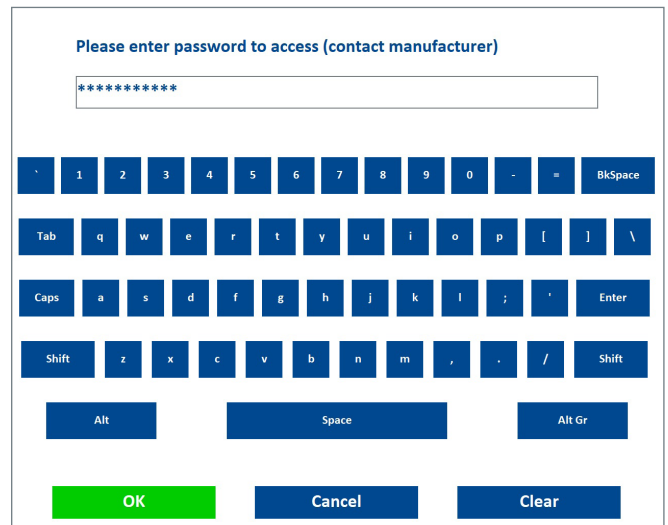 Please enter password to access (contact manufacturer)
***********
` 1 2 3 4 5 6 7 8 9 0 - = BkSpace
Tab q w e r t y u i o p [ ] \
Caps a s d f g h j k l ; ' Enter
Shift z x c v b n m , . / Shift
Alt Space Alt Gr
OK Cancel Clear